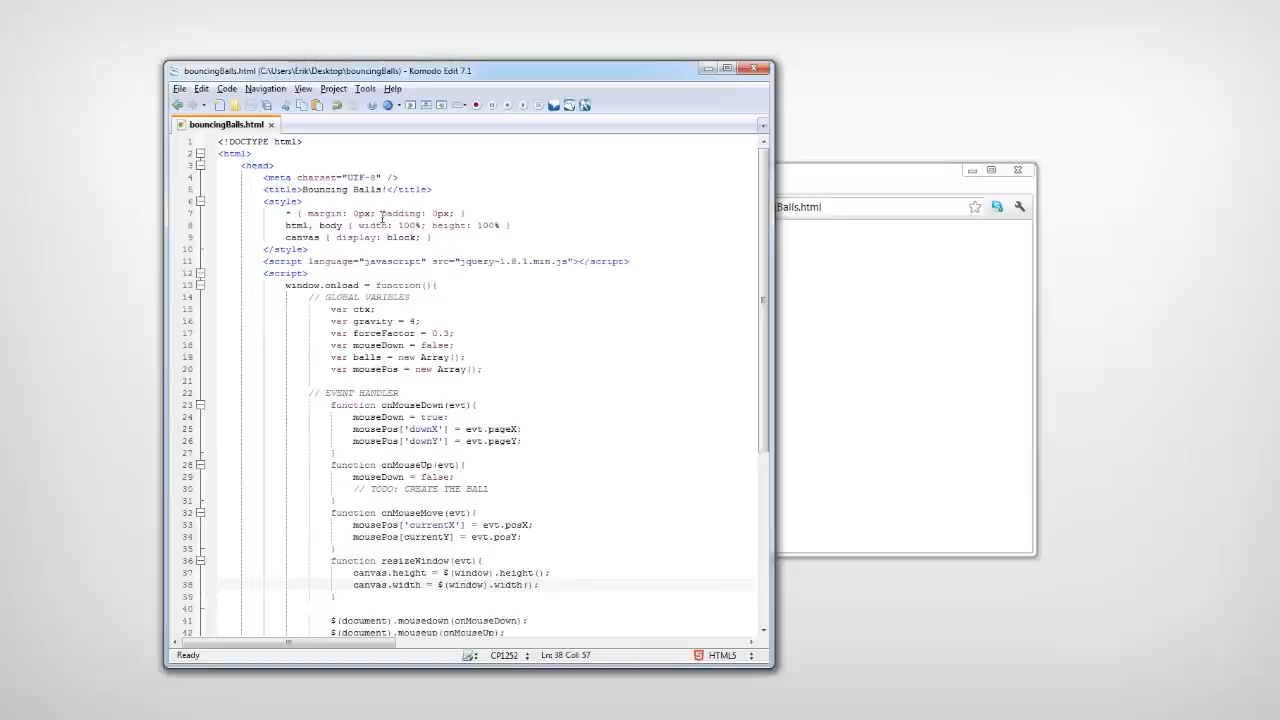 bouncingBalls.html (C:\Users\Erik\Desktop\bouncingBalls) - Komodo Edit 7.1
File Edit Code Navigation View Project Tools Help
bouncingBalls.html
1 <!DOCTYPE html>
2 <html>
3 <head>
4 <meta charset="UTF-8" />
5 <title>Bouncing Balls!</title>
6 <style>
7 * { margin: 0px; padding: 0px; }
8 html, body { width: 100%; height: 100% }
9 canvas { display: block; }
10 </style>
11 <script language="javascript" src="jquery-1.8.1.min.js"></script>
12 <script>
13 window.onload = function(){
14 // GLOBAL VARIBLES
15 var ctx;
16 var gravity = 4;
17 var forceFactor = 0.3;
18 var mouseDown = false;
19 var balls = new Array();
20 var mousePos = new Array();
21
22 // EVENT HANDLER
23 function onMouseDown(evt){
24 mouseDown = true;
25 mousePos['downX'] = evt.pageX;
26 mousePos['downY'] = evt.pageY;
27 }
28 function onMouseUp(evt){
29 mouseDown = false;
30 // TODO: CREATE THE BALL
31 }
32 function onMouseMove(evt){
33 mousePos['currentX'] = evt.posX;
34 mousePos[currentY] = evt.posY;
35 }
36 function resizeWindow(evt){
37 canvas.height = $(window).height();
38 canvas.width = $(window).width();
39 }
40
41 $(document).mousedown(onMouseDown);
42 $(document).mouseup(onMouseUp);
Balls.html
Ready CP1252 Ln: 38 Col: 57 HTML5